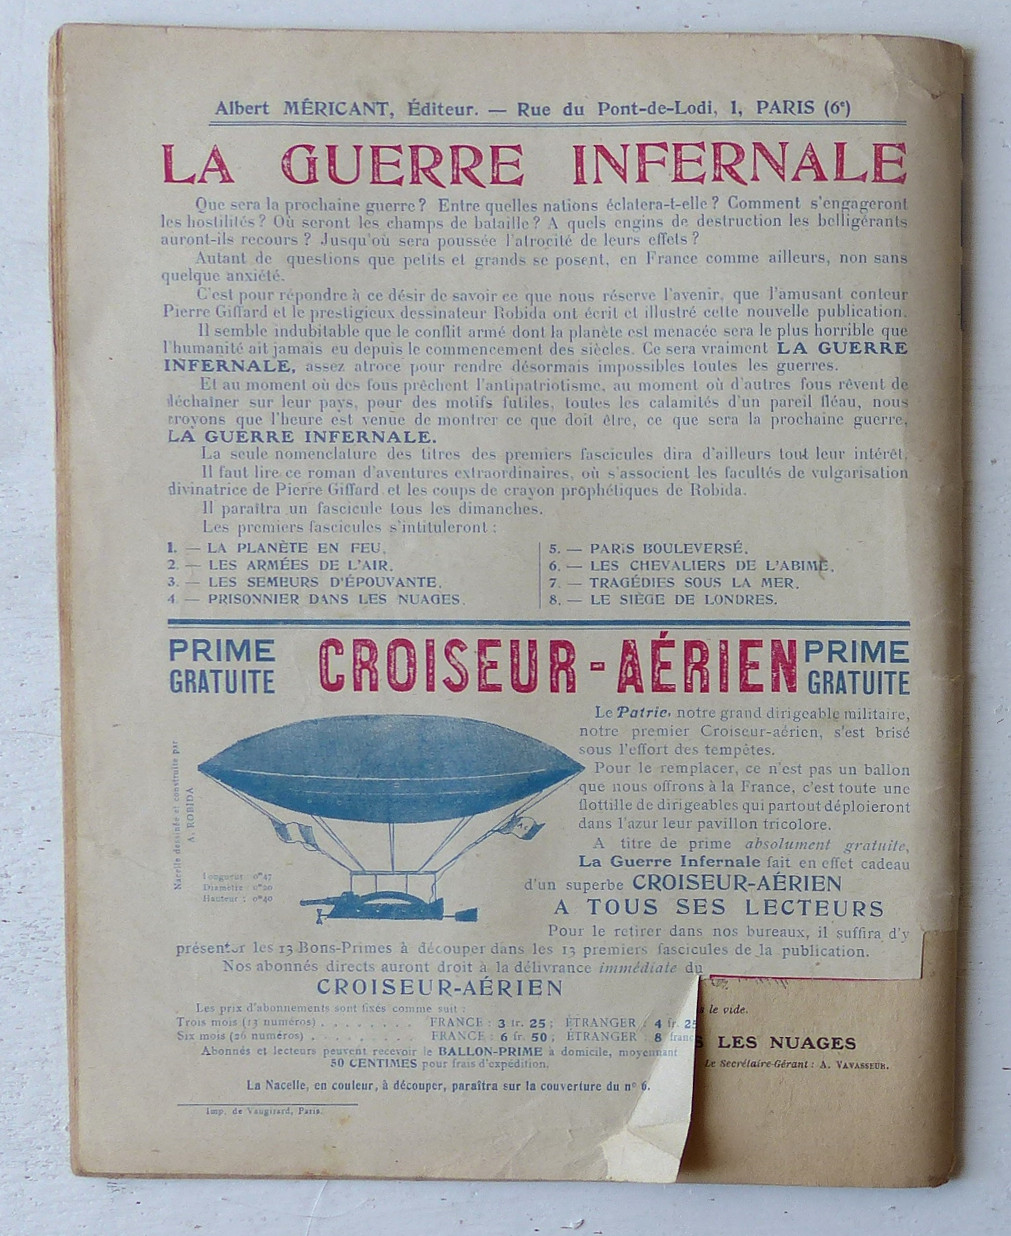 Albert MÉRICANT, Éditeur. — Rue du Pont-de-Lodi, 1, PARIS (6e)
LA GUERRE INFERNALE
Que sera la prochaine guerre ? Entre quelles nations éclatera-t-elle ? Comment s'engageront
les hostilités ? Où seront les champs de bataille ? A quels engins de destruction les belligérants
auront-ils recours ? Jusqu'où sera poussée l'atrocité de leurs effets ?
Autant de questions que petits et grands se posent, en France comme ailleurs, non sans
quelque anxiété.
C'est pour répondre à ce désir de savoir ce que nous réserve l'avenir, que l'amusant conteur
Pierre Giffard et le prestigieux dessinateur Robida ont écrit et illustré cette nouvelle publication.
Il semble indubitable que le conflit armé dont la planète est menacée sera le plus horrible que
l'humanité ait jamais eu depuis le commencement des siècles. Ce sera vraiment LA GUERRE
INFERNALE, assez atroce pour rendre désormais impossibles toutes les guerres.
Et au moment où des fous prêchent l'antipatriotisme, au moment où d'autres fous rêvent de
déchaîner sur leur pays, pour des motifs futiles, toutes les calamités d'un pareil fléau, nous
croyons que l'heure est venue de montrer ce que doit être, ce que sera la prochaine guerre,
LA GUERRE INFERNALE.
La seule nomenclature des titres des premiers fascicules dira d'ailleurs tout leur intérêt.
Il faut lire ce roman d'aventures extraordinaires, où s'associent les facultés de vulgarisation
divinatrice de Pierre Giffard et les coups de crayon prophétiques de Robida.
Il paraîtra un fascicule tous les dimanches.
Les premiers fascicules s'intituleront :
1. — LA PLANÈTE EN FEU.
2. — LES ARMÉES DE L'AIR.
3. — LES SEMEURS D'ÉPOUVANTE.
4. — PRISONNIER DANS LES NUAGES.
5. — PARIS BOULEVERSÉ.
6. — LES CHEVALIERS DE L'ABIME.
7. — TRAGÉDIES SOUS LA MER.
8. — LE SIÈGE DE LONDRES.
PRIME
GRATUITE
CROISEUR-AÉRIEN
PRIME
GRATUITE
Le Patrie, notre grand dirigeable militaire,
notre premier Croiseur-aérien, s'est brisé
sous l'effort des tempêtes.
Pour le remplacer, ce n'est pas un ballon
que nous offrons à la France, c'est toute une
flottille de dirigeables qui partout déploieront
dans l'azur leur pavillon tricolore.
A titre de prime absolument gratuite,
La Guerre Infernale fait en effet cadeau
d'un superbe CROISEUR-AÉRIEN
A TOUS SES LECTEURS
Nacelle dessinée et construite par
A. ROBIDA
Longueur : 0m47
Diamètre : 0m20
Hauteur : 0m40
Pour le retirer dans nos bureaux, il suffira d'y
présenter les 13 Bons-Primes à découper dans les 13 premiers fascicules de la publication.
Nos abonnés directs auront droit à la délivrance immédiate du
CROISEUR-AÉRIEN
Les prix d'abonnements sont fixés comme suit :
Trois mois (13 numéros) . . . . . . . . FRANCE : 3 fr. 25 ; ÉTRANGER : 4 fr. 25
Six mois (26 numéros) . . . . . . . . . FRANCE : 6 fr. 50 ; ÉTRANGER : 8 franc
Abonnés et lecteurs peuvent recevoir le BALLON-PRIME à domicile, moyennant
50 CENTIMES pour frais d'expédition.
La Nacelle, en couleur, à découper, paraîtra sur la couverture du n° 6.
Imp. de Vaugirard, Paris.
le vide.
S LES NUAGES
Le Secrétaire-Gérant : A. VAVASSEUR.